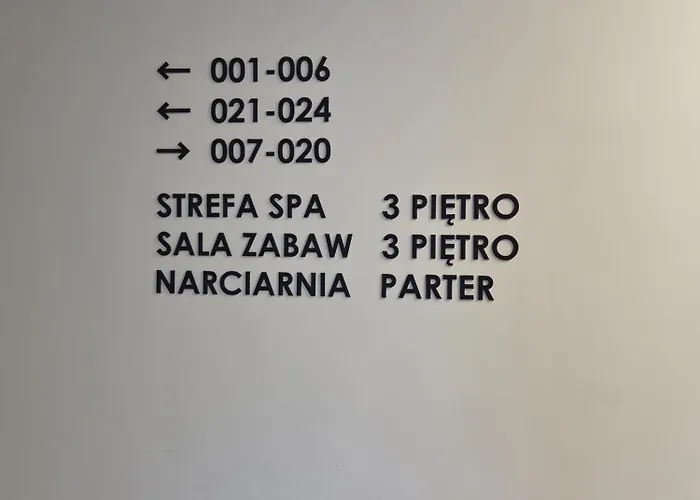 ← 001-006
← 021-024
→ 007-020
STREFA SPA 3 PIĘTRO
SALA ZABAW 3 PIĘTRO
NARCIARNIA PARTER